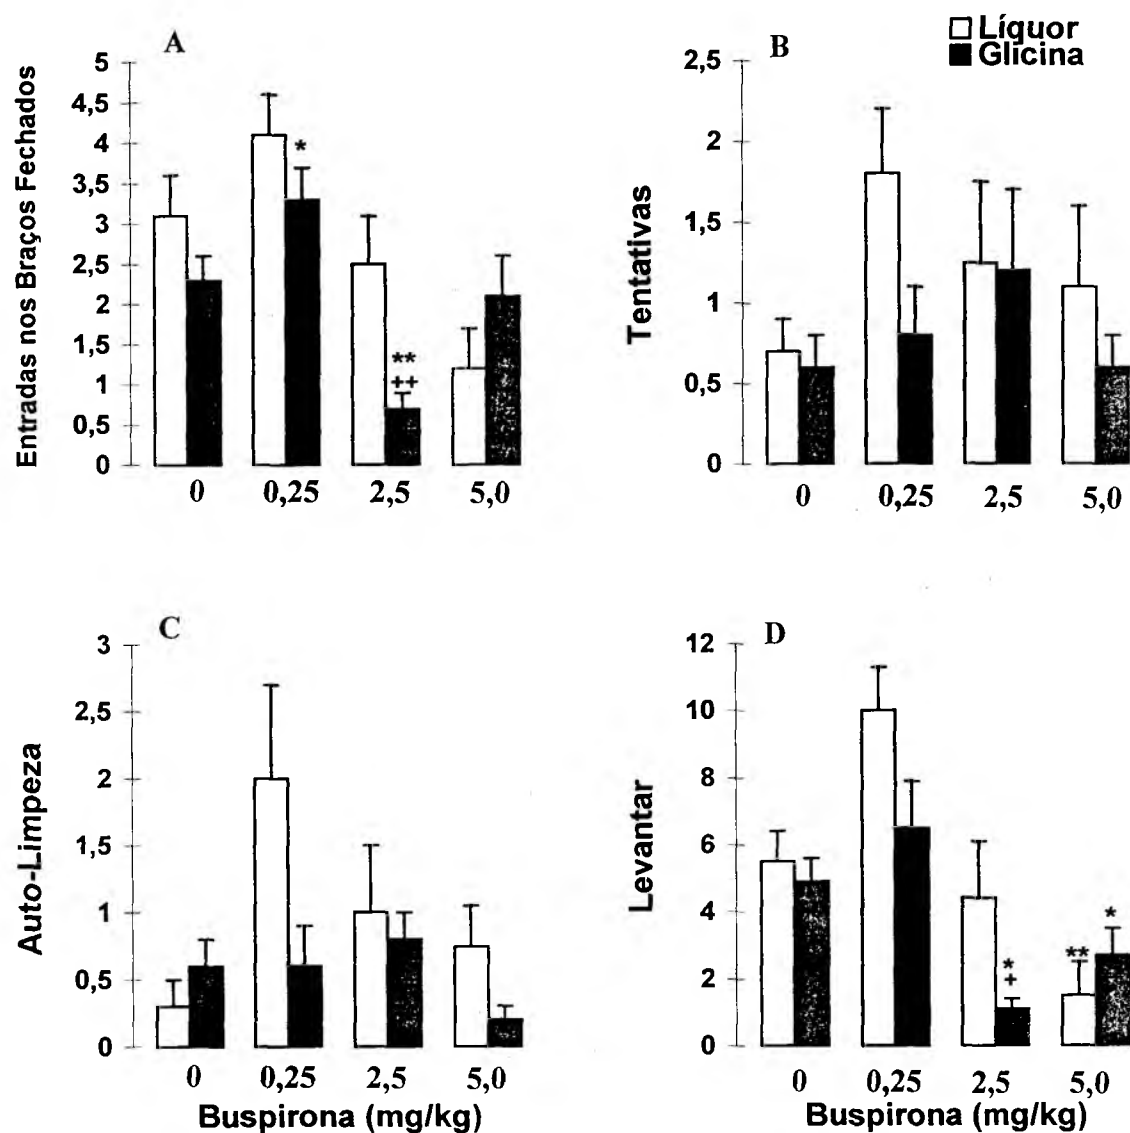 A
Entradas nos Braços Fechados
5
4,5
4
3,5
3
2,5
2
1,5
1
0,5
0
*
**
++
0 0,25 2,5 5,0
B
Líquor
Glicina
Tentativas
2,5
2
1,5
1
0,5
0
0 0,25 2,5 5,0
C
Auto-Limpeza
3
2,5
2
1,5
1
0,5
0
0 0,25 2,5 5,0
Buspirona (mg/kg)
D
Levantar
12
10
8
6
4
2
0
*
+
**
*
0 0,25 2,5 5,0
Buspirona (mg/kg)